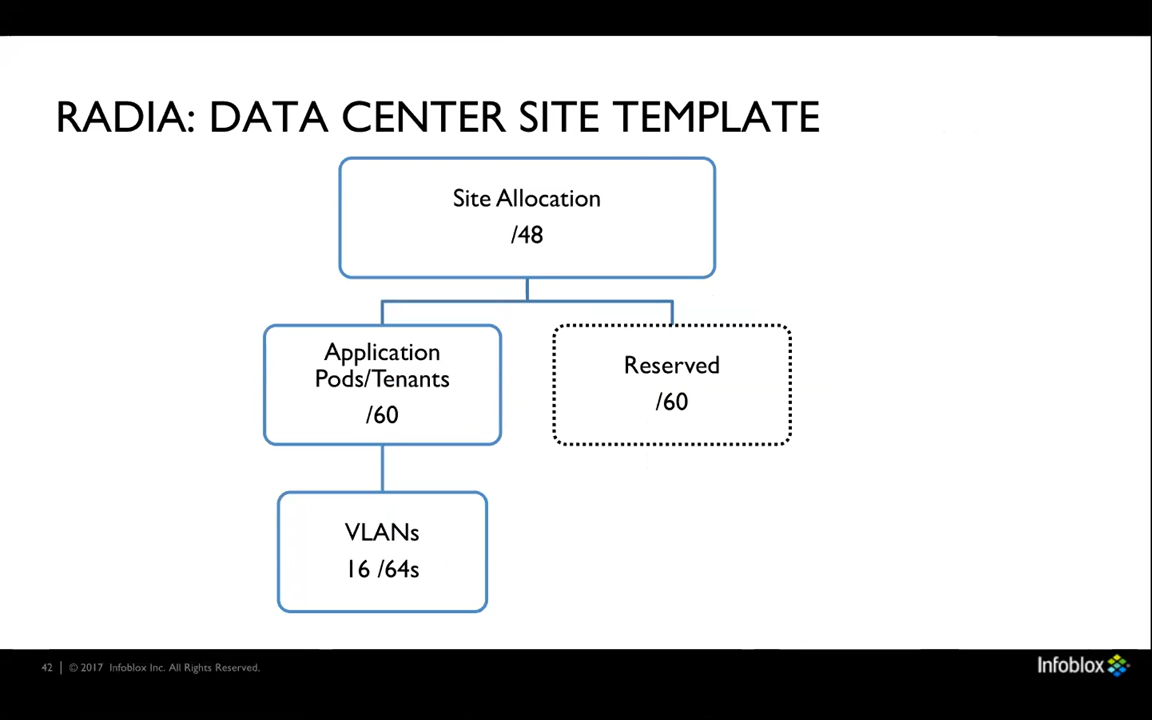 RADIA: DATA CENTER SITE TEMPLATE
Site Allocation
/48
Application
Pods/Tenants
/60
Reserved
/60
VLANs
16 /64s
42 | © 2017 Infoblox Inc. All Rights Reserved.
Infoblox